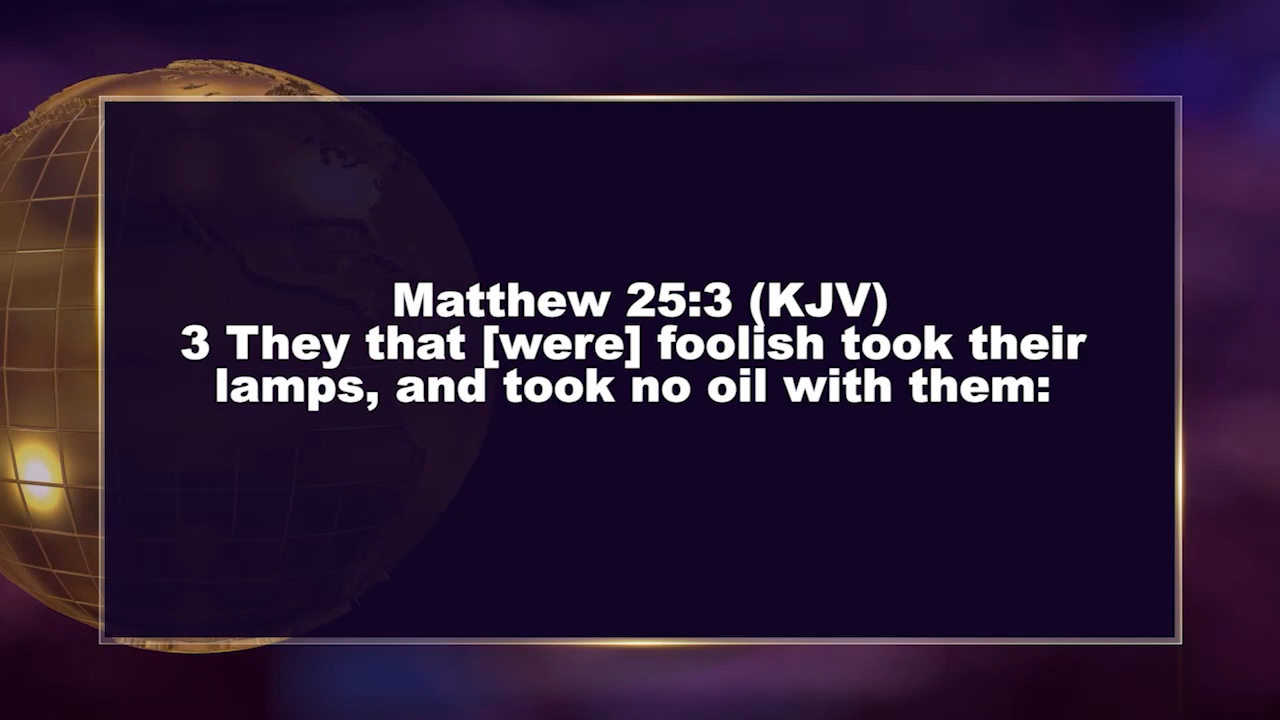 Matthew 25:3 (KJV)
3 They that [were] foolish took their
lamps, and took no oil with them: